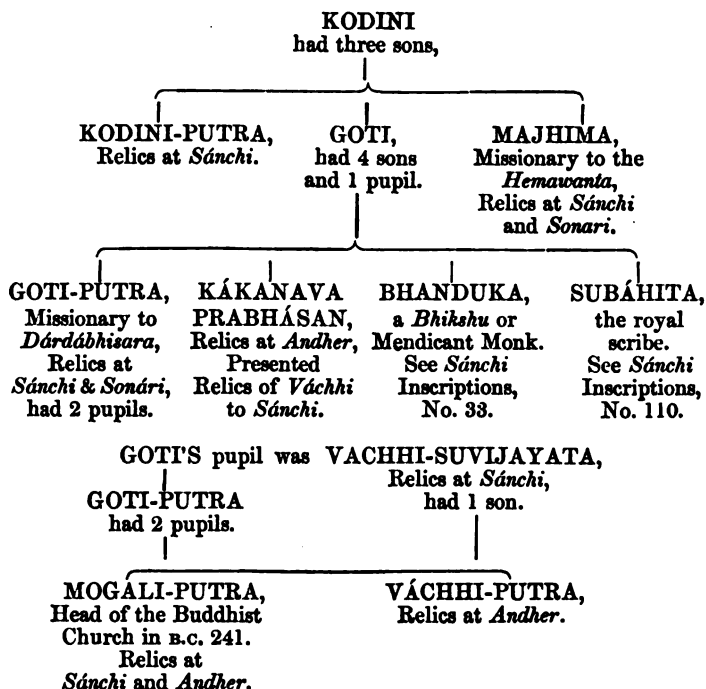 KODINI
had three sons,
KODINI-PUTRA,
Relics at Sánchi.
GOTI,
had 4 sons
and 1 pupil.
MAJHIMA,
Missionary to the
Hemawanta,
Relics at Sánchi
and Sonari.
GOTI-PUTRA,
Missionary to
Dárdábhisara,
Relics at
Sánchi & Sonári,
had 2 pupils.
KÁKANAVA
PRABHÁSAN,
Relics at Andher,
Presented
Relics of Váchhi
to Sánchi.
BHANDUKA,
a Bhikshu or
Mendicant Monk.
See Sánchi
Inscriptions,
No. 33.
SUBÁHITA,
the royal
scribe.
See Sánchi
Inscriptions,
No. 110.
GOTI'S pupil was VACHHI-SUVIJAYATA,
Relics at Sánchi,
had 1 son.
GOTI-PUTRA
had 2 pupils.
MOGALI-PUTRA,
Head of the Buddhist
Church in B.C. 241.
Relics at
Sánchi and Andher.
VÁCHHI-PUTRA,
Relics at Andher.